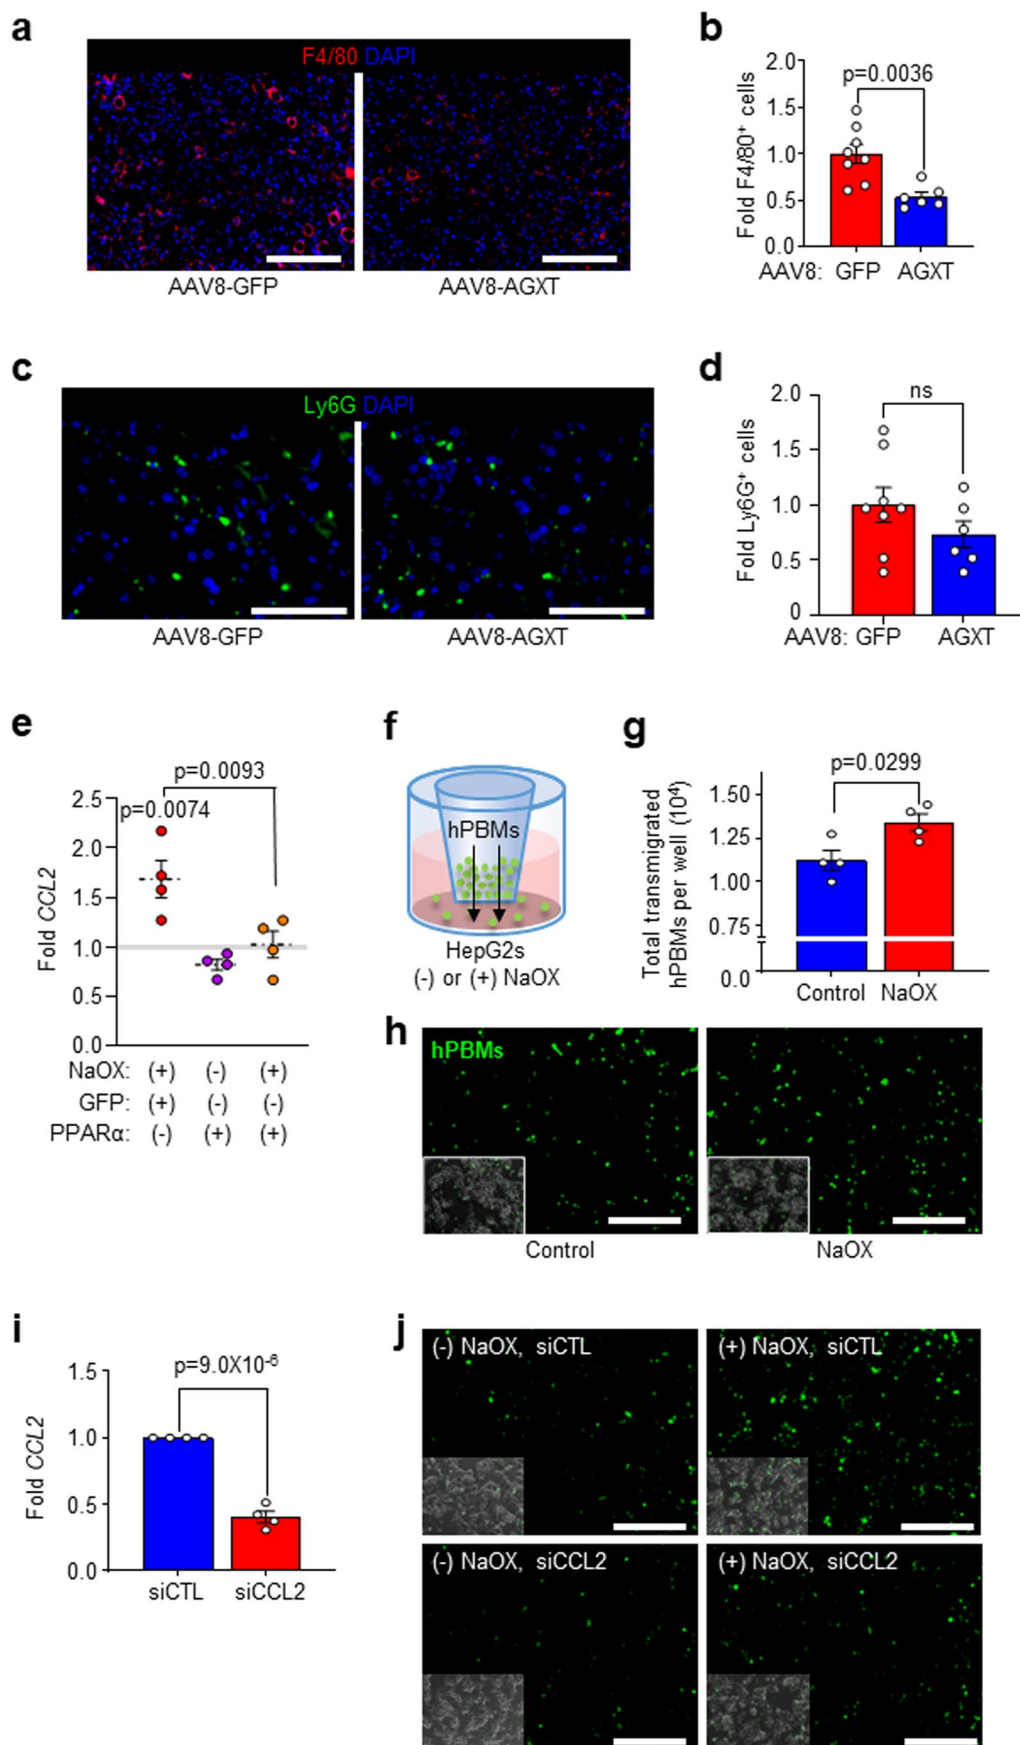 a
F4/80 DAPI
AAV8-GFP
AAV8-AGXT
b
p=0.0036
Fold F4/80⁺ cells
2.0
1.5
1.0
0.5
0.0
AAV8: GFP AGXT
c
Ly6G DAPI
AAV8-GFP
AAV8-AGXT
d
ns
Fold Ly6G⁺ cells
2.0
1.5
1.0
0.5
0
AAV8: GFP AGXT
e
p=0.0093
p=0.0074
Fold CCL2
2.5
2.0
1.5
1.0
0.5
0.0
NaOX: (+) (-) (+)
GFP: (+) (-) (-)
PPARα: (-) (+) (+)
f
hPBMs
HepG2s
(-) or (+) NaOX
g
p=0.0299
Total transmigrated
hPBMs per well (10⁴)
1.50
1.25
1.00
0.75
0.0
Control NaOX
h
hPBMs
Control
NaOX
i
p=9.0X10⁻⁶
Fold CCL2
1.5
1.0
0.5
0.0
siCTL siCCL2
j
(-) NaOX, siCTL
(+) NaOX, siCTL
(-) NaOX, siCCL2
(+) NaOX, siCCL2